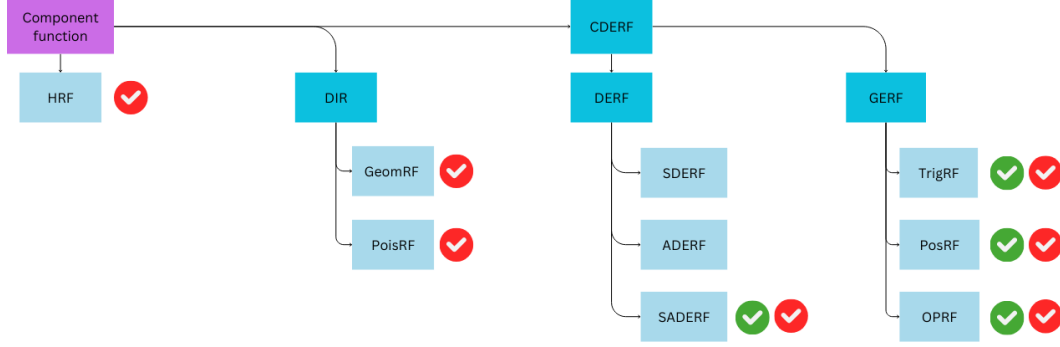 Component
function
CDERF
HRF
DIR
DERF
GERF
GeomRF
SDERF
TrigRF
PoisRF
ADERF
PosRF
SADERF
OPRF